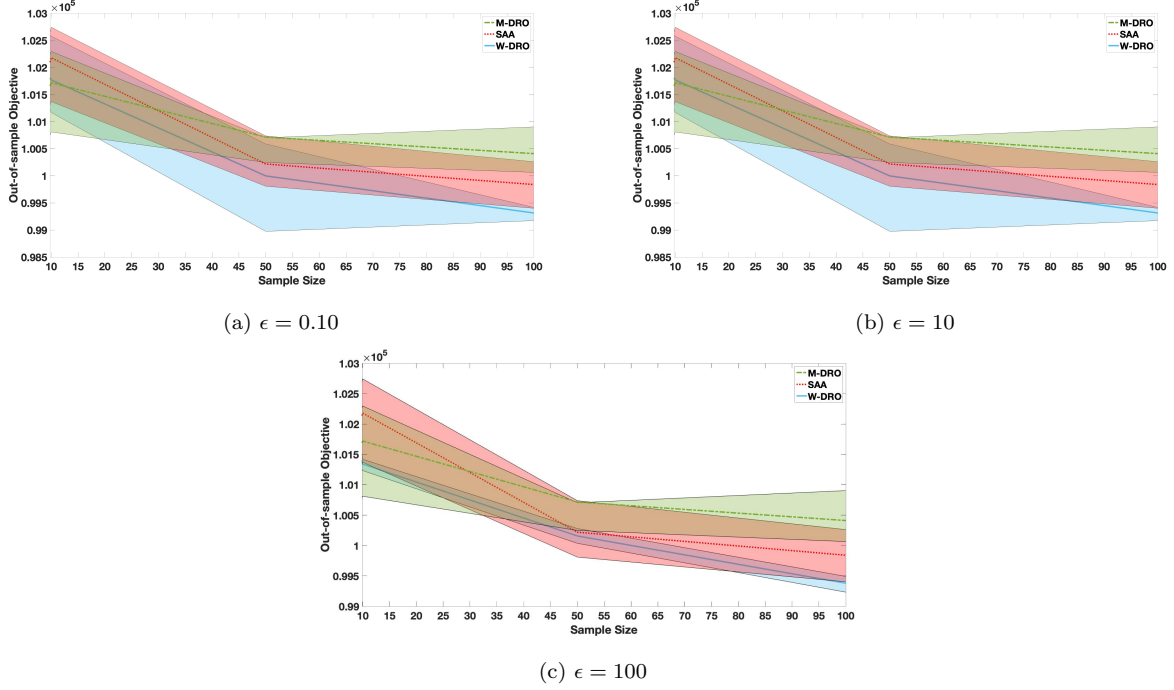 ×10⁵
1.03
1.025
1.02
1.015
1.01
1.005
1
0.995
0.99
0.985
Out-of-sample Objective
10 15 20 25 30 35 40 45 50 55 60 65 70 75 80 85 90 95 100
Sample Size
M-DRO
SAA
W-DRO
(a) ϵ = 0.10
×10⁵
1.03
1.025
1.02
1.015
1.01
1.005
1
0.995
0.99
0.985
Out-of-sample Objective
10 15 20 25 30 35 40 45 50 55 60 65 70 75 80 85 90 95 100
Sample Size
M-DRO
SAA
W-DRO
(b) ϵ = 10
×10⁵
1.03
1.025
1.02
1.015
1.01
1.005
1
0.995
0.99
Out-of-sample Objective
10 15 20 25 30 35 40 45 50 55 60 65 70 75 80 85 90 95 100
Sample Size
M-DRO
SAA
W-DRO
(c) ϵ = 100